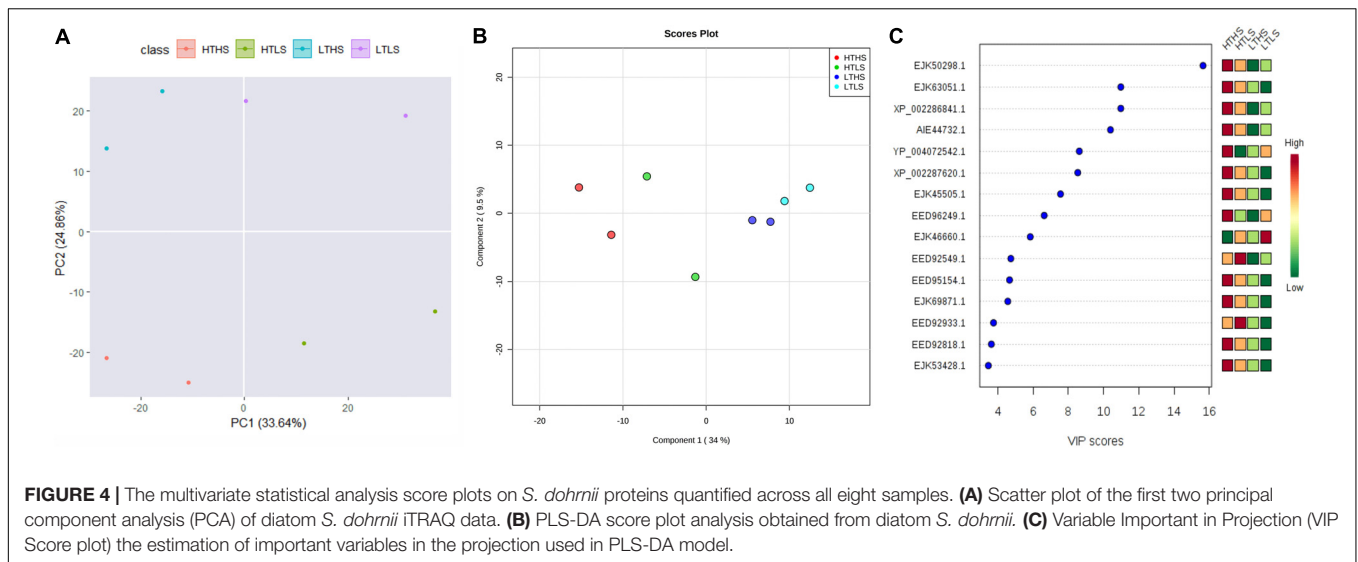 A
class HTHS HTLS LTHS LTLS
20
10
0
-10
-20
PC2 (24.86%)
-20 0 20
PC1 (33.64%)
B
Scores Plot
HTHS
HTLS
LTHS
LTLS
20
10
0
-10
-20
Component 2 ( 9.5 %)
-20 -10 0 10
Component 1 ( 34 %)
C
HTHS HTLS LTHS LTLS
EJK50298.1
EJK63051.1
XP_002286841.1
AIE44732.1
YP_004072542.1
XP_002287620.1
EJK45505.1
EED96249.1
EJK46660.1
EED92549.1
EED95154.1
EJK69871.1
EED92933.1
EED92818.1
EJK53428.1
High
Low
4 6 8 10 12 14 16
VIP scores
FIGURE 4 | The multivariate statistical analysis score plots on S. dohrnii proteins quantified across all eight samples. (A) Scatter plot of the first two principal
component analysis (PCA) of diatom S. dohrnii iTRAQ data. (B) PLS-DA score plot analysis obtained from diatom S. dohrnii. (C) Variable Important in Projection (VIP
Score plot) the estimation of important variables in the projection used in PLS-DA model.